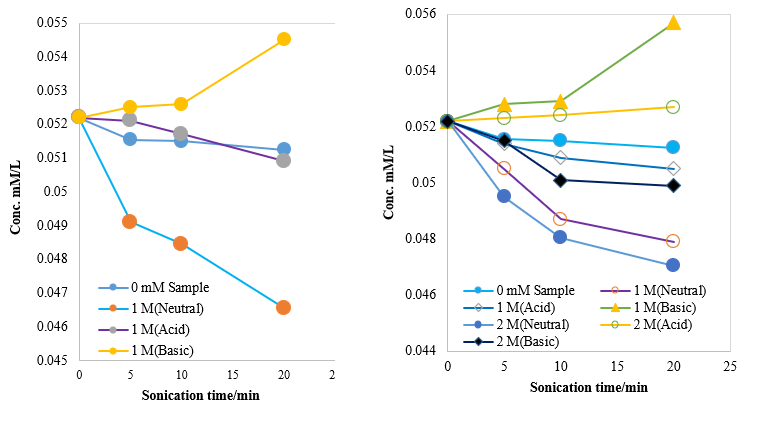 0.055
0.054
0.053
0.052
0.051
0.05
0.049
0.048
0.047
0.046
0.045
0
5
10
15
20
2
Conc. mM/L
Sonication time/min
0 mM Sample
1 M(Neutral)
1 M(Acid)
1 M(Basic)
0.056
0.054
0.052
0.05
0.048
0.046
0.044
0
5
10
15
20
25
Conc. mM/L
Sonication time/min
0 mM Sample
1 M(Neutral)
1 M(Acid)
1 M(Basic)
2 M(Neutral)
2 M(Acid)
2 M(Basic)